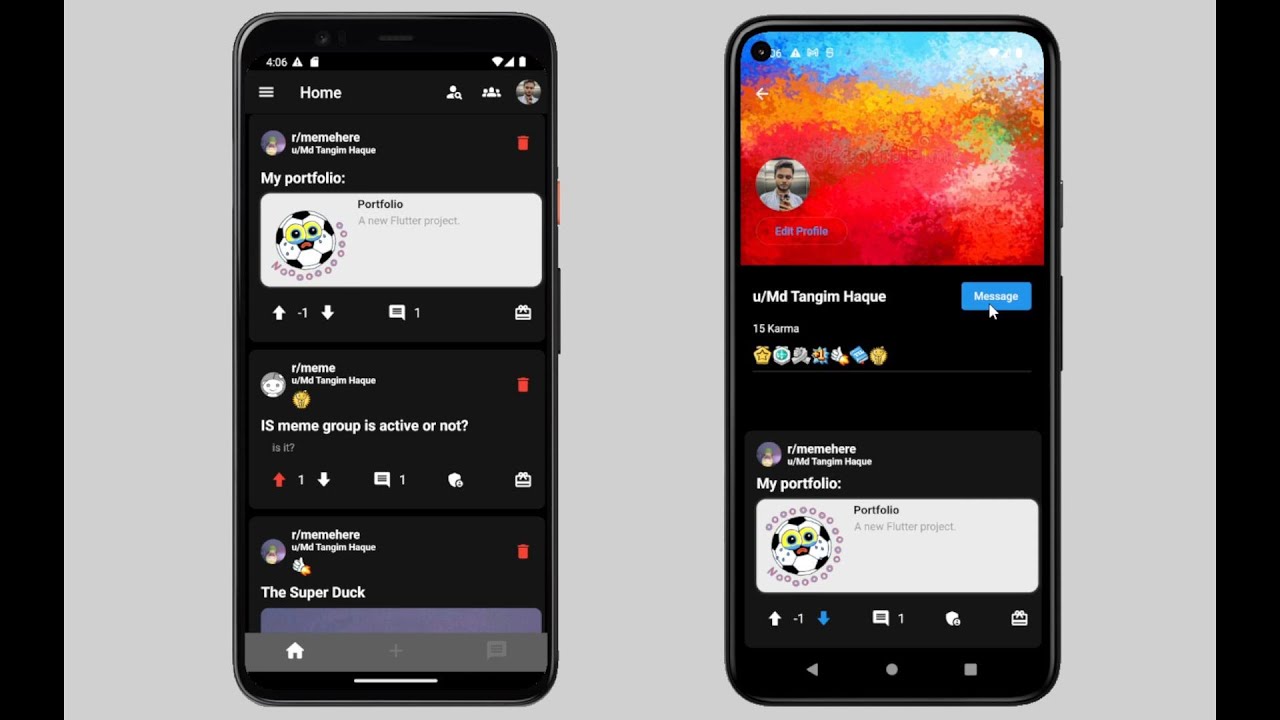 4:06
Home
r/memehere
u/Md Tangim Haque
My portfolio:
Portfolio
A new Flutter project.
-1
1
r/meme
u/Md Tangim Haque
IS meme group is active or not?
is it?
1
1
r/memehere
u/Md Tangim Haque
The Super Duck
06
Edit Profile
u/Md Tangim Haque
Message
15 Karma
r/memehere
u/Md Tangim Haque
My portfolio:
Portfolio
A new Flutter project.
-1
1